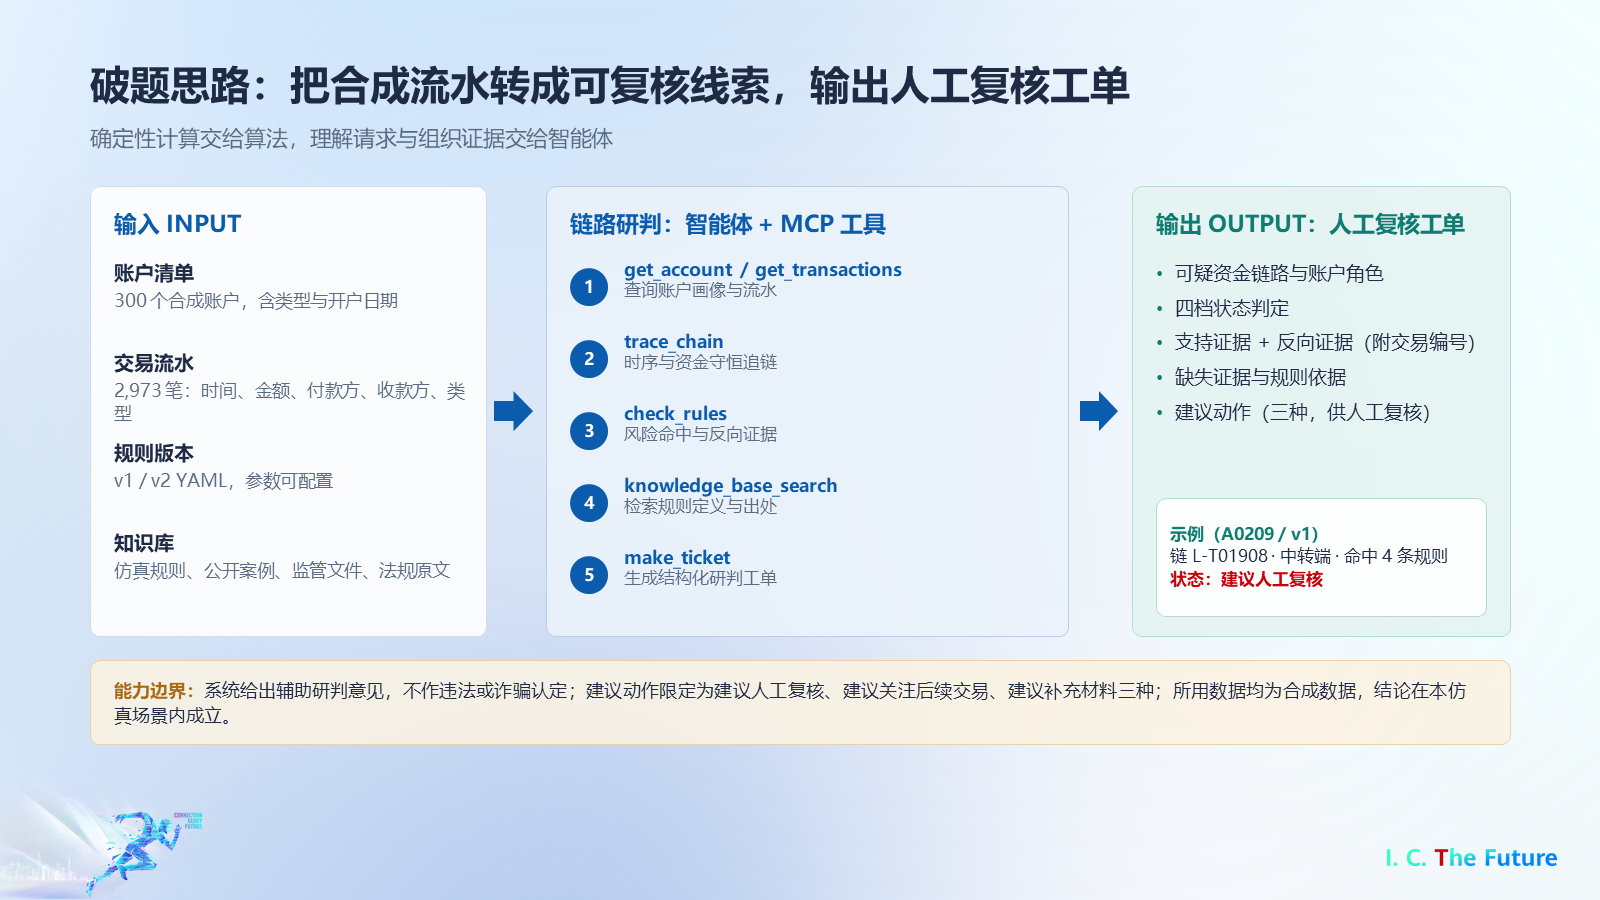 破题思路：把合成流水转成可复核线索，输出人工复核工单
确定性计算交给算法，理解请求与组织证据交给智能体
输入 INPUT
账户清单
300 个合成账户，含类型与开户日期
交易流水
2,973 笔：时间、金额、付款方、收款方、类
型
规则版本
v1 / v2 YAML，参数可配置
知识库
仿真规则、公开案例、监管文件、法规原文
链路研判：智能体 + MCP 工具
1
get_account / get_transactions
查询账户画像与流水
2
trace_chain
时序与资金守恒追链
3
check_rules
风险命中与反向证据
4
knowledge_base_search
检索规则定义与出处
5
make_ticket
生成结构化研判工单
输出 OUTPUT：人工复核工单
• 可疑资金链路与账户角色
• 四档状态判定
• 支持证据 + 反向证据（附交易编号）
• 缺失证据与规则依据
• 建议动作（三种，供人工复核）
示例（A0209 / v1）
链 L-T01908 · 中转端 · 命中 4 条规则
状态：建议人工复核
能力边界：系统给出辅助研判意见，不作违法或诈骗认定；建议动作限定为建议人工复核、建议关注后续交易、建议补充材料三种；所用数据均为合成数据，结论在本仿
真场景内成立。
CONNECTION
GLORY
FUTURE
I. C. The Future